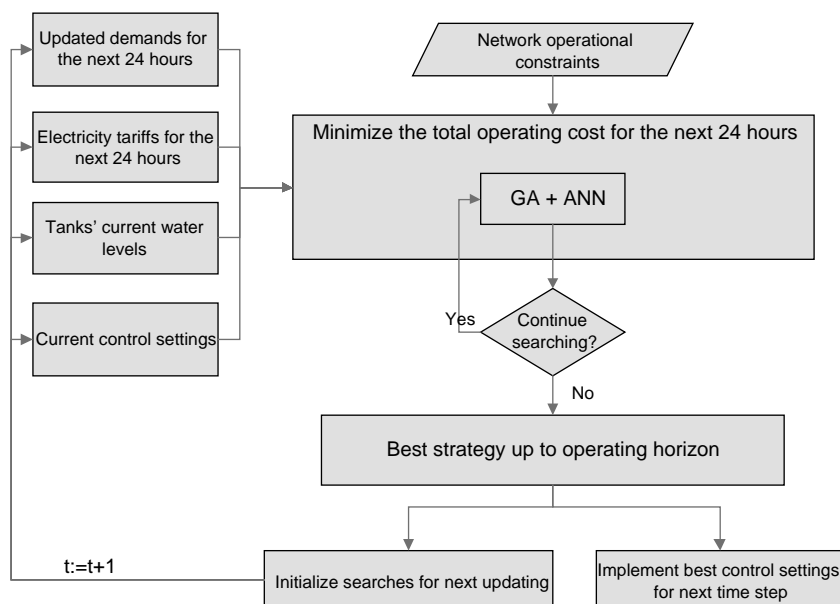 Updated demands for
the next 24 hours
Electricity tariffs for the
next 24 hours
Tanks’ current water
levels
Current control settings
Network operational
constraints
Minimize the total operating cost for the next 24 hours
GA + ANN
Yes
Continue
searching?
No
Best strategy up to operating horizon
t:=t+1
Initialize searches for next updating
Implement best control settings
for next time step